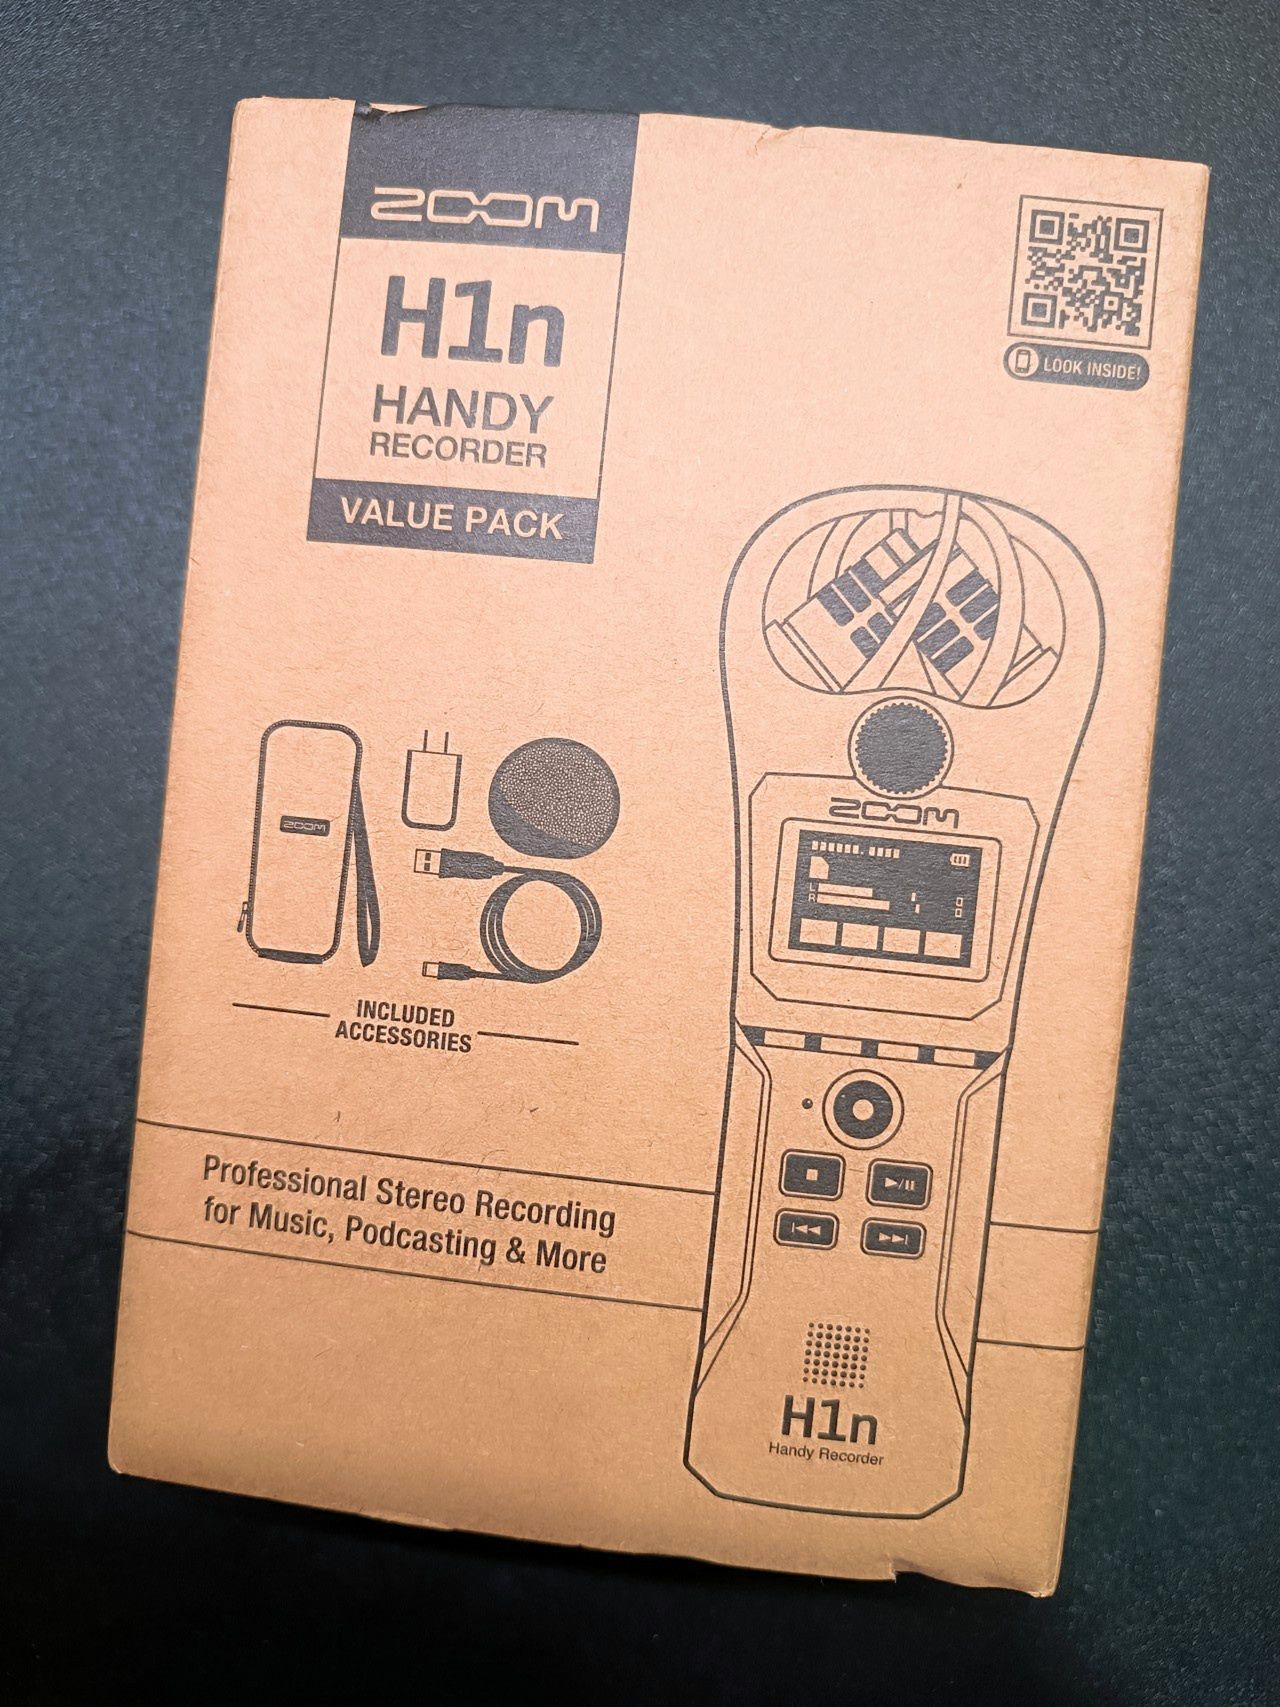 ZOOM
H1n
HANDY
RECORDER
VALUE PACK
LOOK INSIDE!
ZOOM
ZOOM
L
R
INCLUDED
ACCESSORIES
Professional Stereo Recording
for Music, Podcasting & More
H1n
Handy Recorder